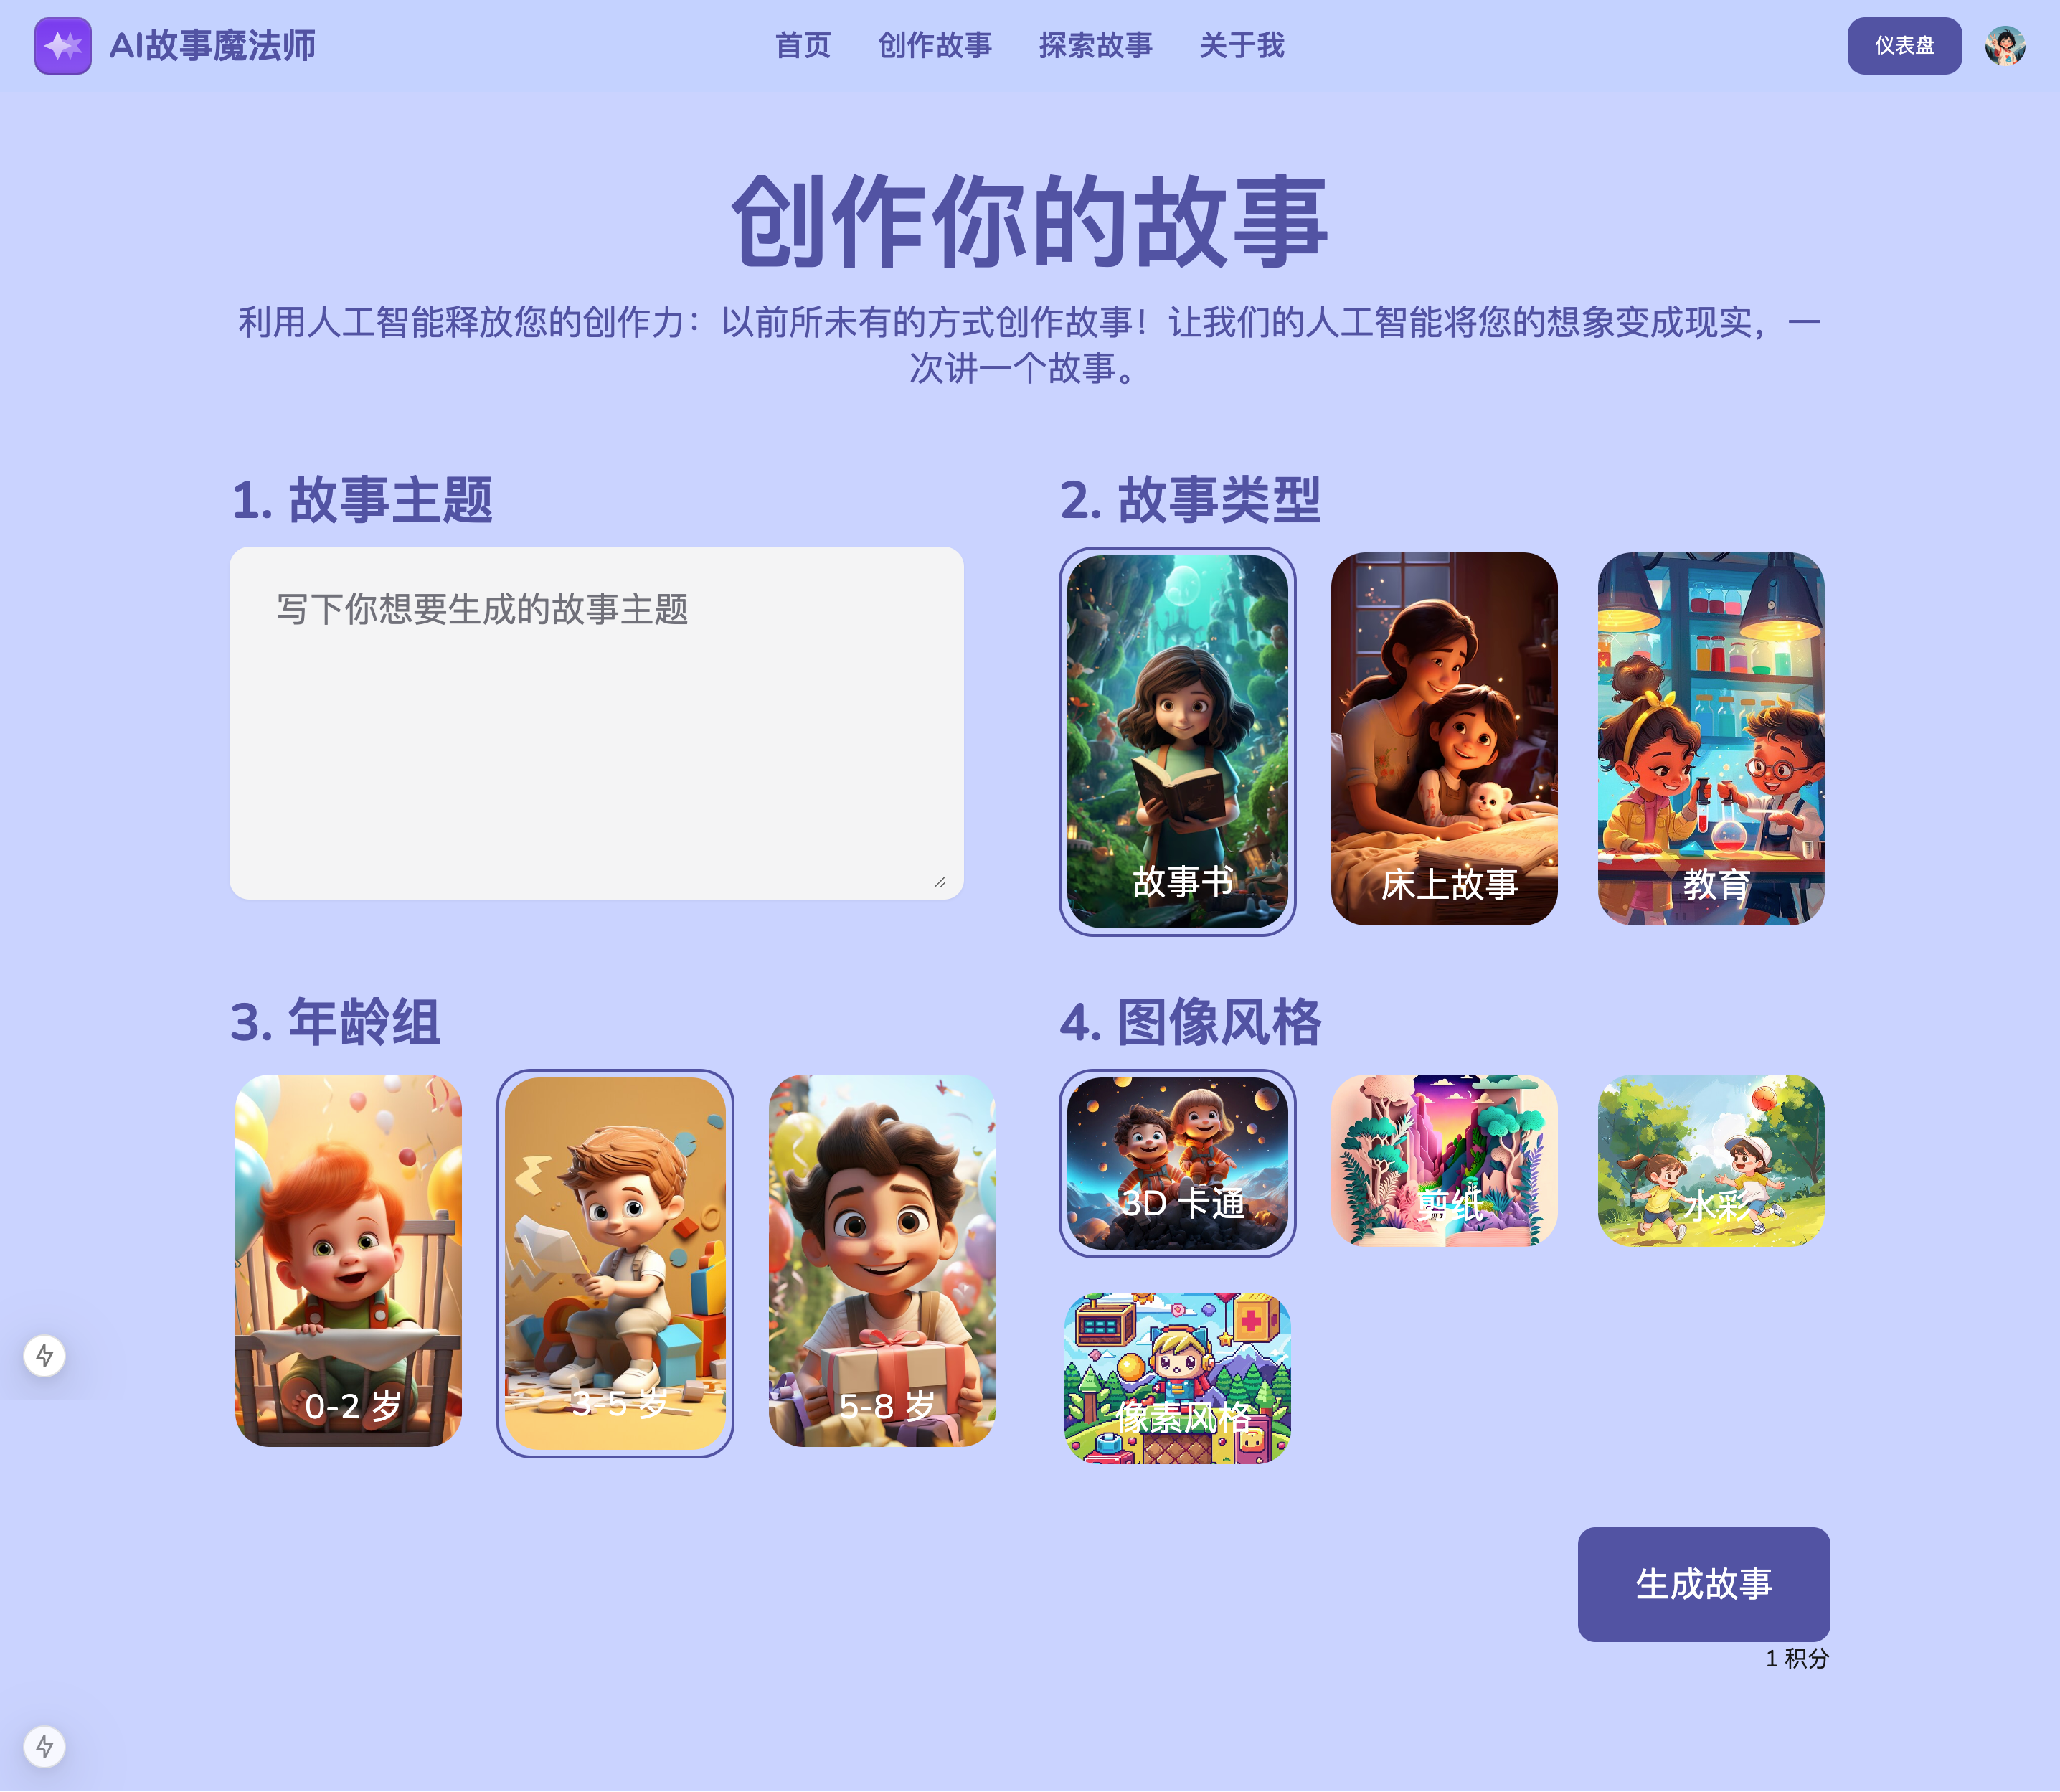 AI故事魔法师
首页
创作故事
探索故事
关于我
仪表盘
创作你的故事
利用人工智能释放您的创作力：以前所未有的方式创作故事！让我们的人工智能将您的想象变成现实，一
次讲一个故事。
1. 故事主题
写下你想要生成的故事主题
2. 故事类型
故事书
床上故事
教育
3. 年龄组
0-2 岁
3-5 岁
5-8 岁
4. 图像风格
3D 卡通
剪纸
水彩
像素风格
生成故事
1 积分